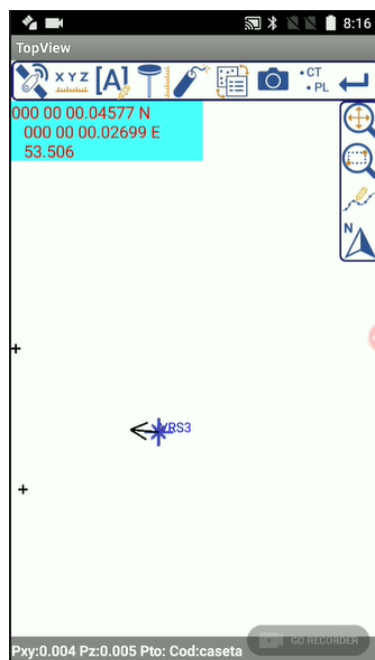 8:16
TopView
XYZ [A] •CT
•PL
000 00 00.04577 N
000 00 00.02699 E
53.506
N
VRS3
GO RECORDER
Pxy:0.004 Pz:0.005 Pto: Cod:caseta